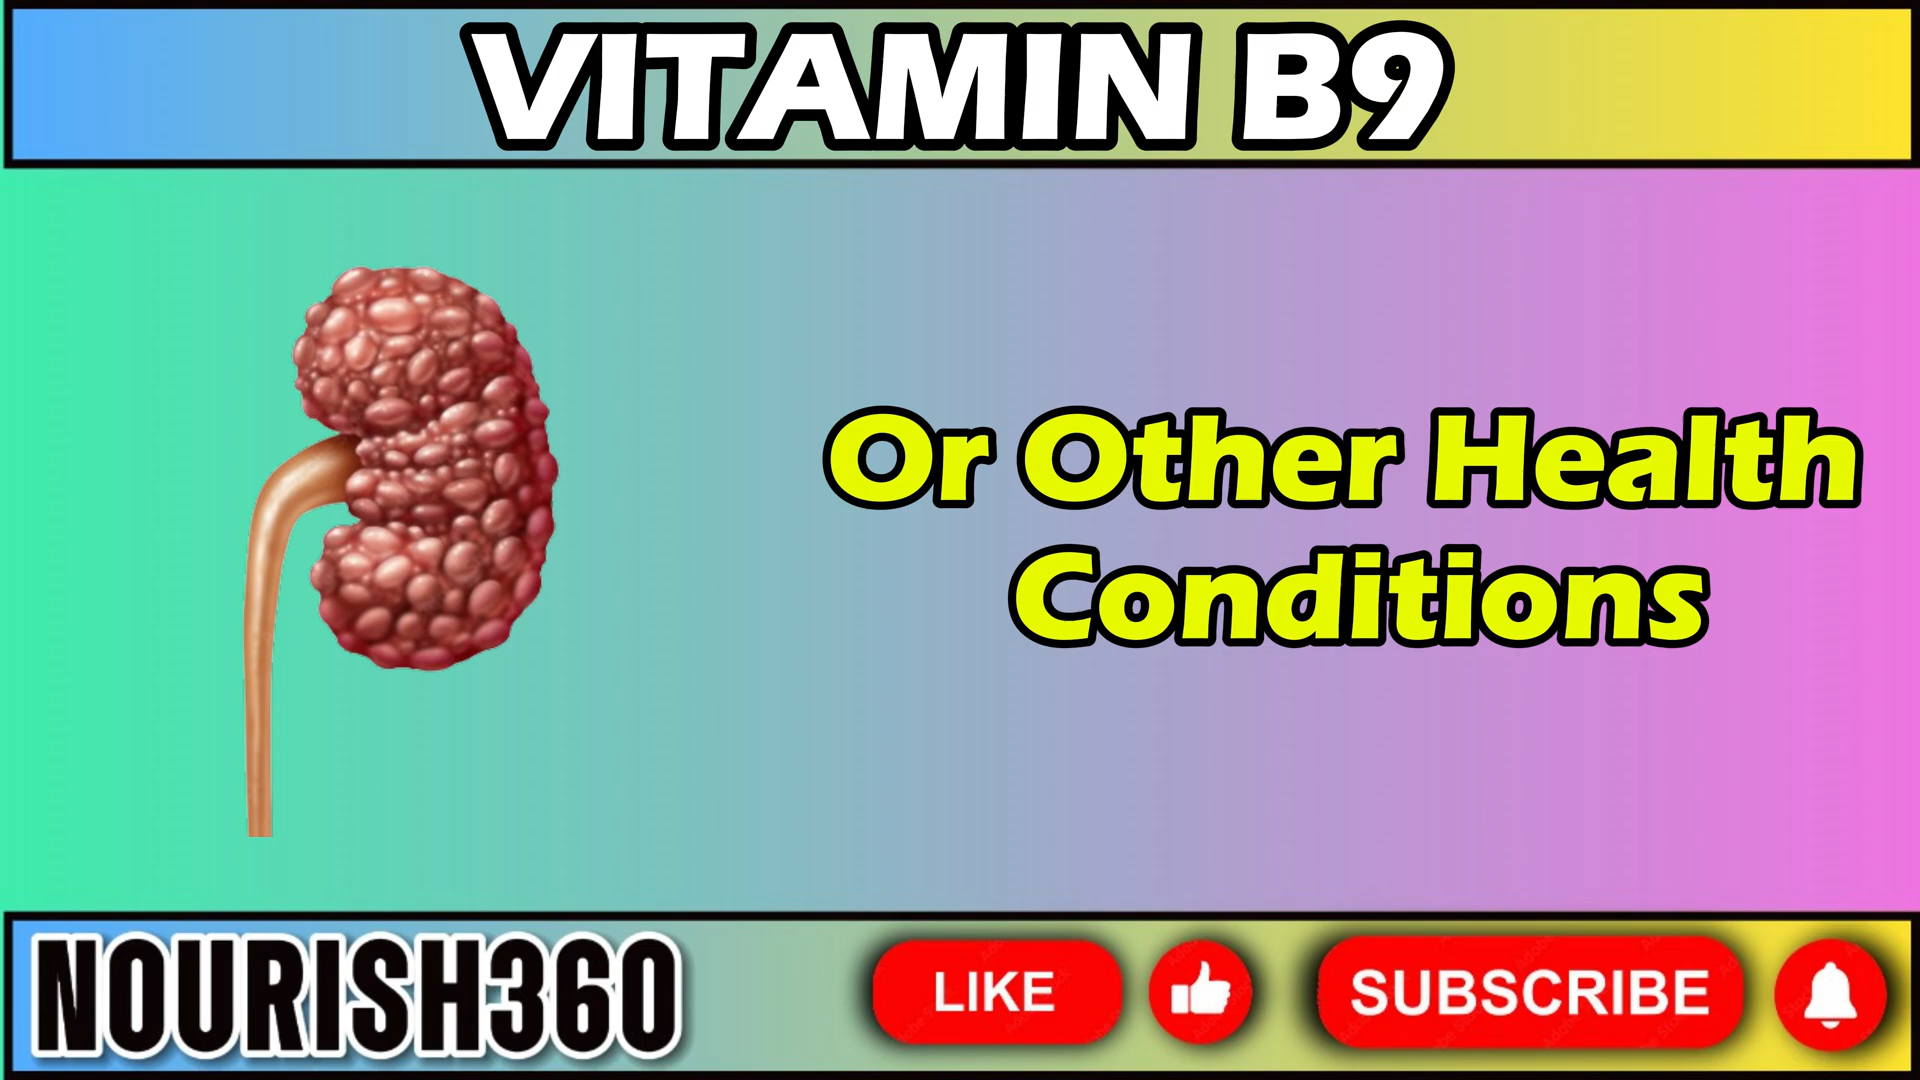 VITAMIN B9
Or Other Health
Conditions
NOURISH360
LIKE
SUBSCRIBE